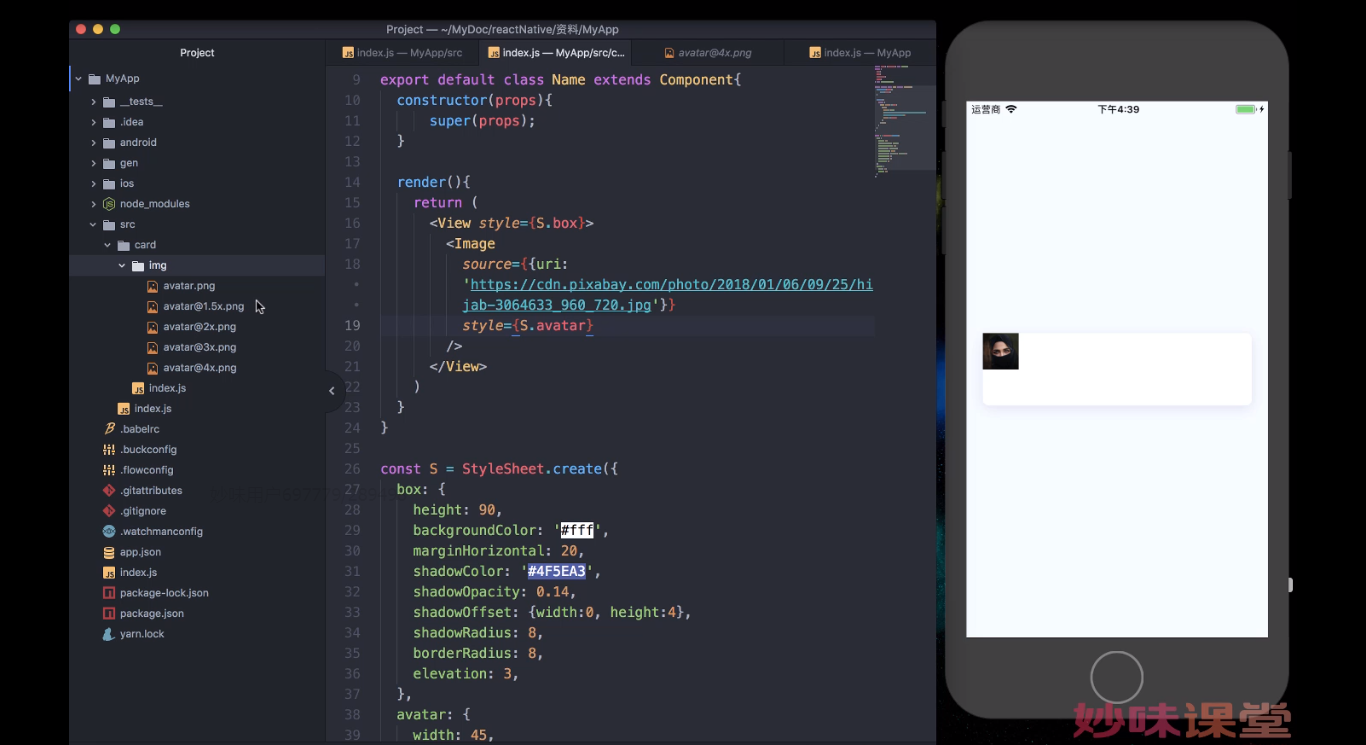 Project — ~/MyDoc/reactNative/资料/MyApp
Project
index.js — MyApp/src
index.js — MyApp/src/c...
avatar@4x.png
index.js — MyApp
MyApp
__tests__
.idea
android
gen
ios
node_modules
src
card
img
avatar.png
avatar@1.5x.png
avatar@2x.png
avatar@3x.png
avatar@4x.png
index.js
index.js
.babelrc
.buckconfig
.flowconfig
.gitattributes
.gitignore
.watchmanconfig
app.json
index.js
package-lock.json
package.json
yarn.lock
9 export default class Name extends Component{
10 constructor(props){
11 super(props);
12 }
13
14 render(){
15 return (
16 <View style={S.box}>
17 <Image
18 source={{uri:
• 'https://cdn.pixabay.com/photo/2018/01/06/09/25/hi
• jab-3064633_960_720.jpg'}}
19 style={S.avatar}
20 />
21 </View>
22 )
23 }
24 }
25
26 const S = StyleSheet.create({
27 box: {
28 height: 90,
29 backgroundColor: '#fff',
30 marginHorizontal: 20,
31 shadowColor: '#4F5EA3',
32 shadowOpacity: 0.14,
33 shadowOffset: {width:0, height:4},
34 shadowRadius: 8,
35 borderRadius: 8,
36 elevation: 3,
37 },
38 avatar: {
39 width: 45,
运营商
下午4:39
妙味课堂